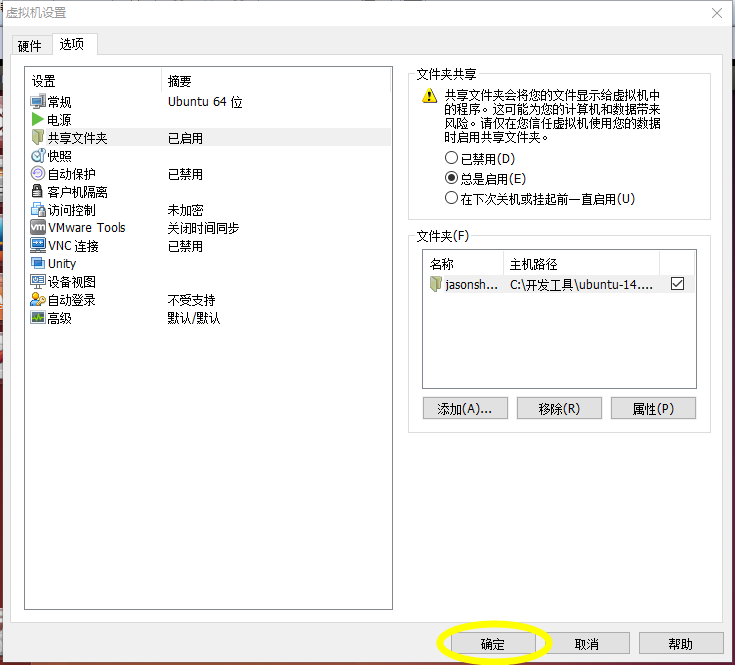 虚拟机设置
硬件 选项
设置 摘要
常规 Ubuntu 64 位
电源
共享文件夹 已启用
快照
自动保护 已禁用
客户机隔离
访问控制 未加密
VMware Tools 关闭时间同步
VNC 连接 已禁用
Unity
设备视图
自动登录 不受支持
高级 默认/默认
文件夹共享
共享文件夹会将您的文件显示给虚拟机中
的程序。这可能为您的计算机和数据带来
风险。请仅在您信任虚拟机使用您的数据
时启用共享文件夹。
已禁用(D)
总是启用(E)
在下次关机或挂起前一直启用(U)
文件夹(F)
名称 主机路径
jasonsh... C:\开发工具\ubuntu-14....
添加(A)... 移除(R) 属性(P)
确定 取消 帮助